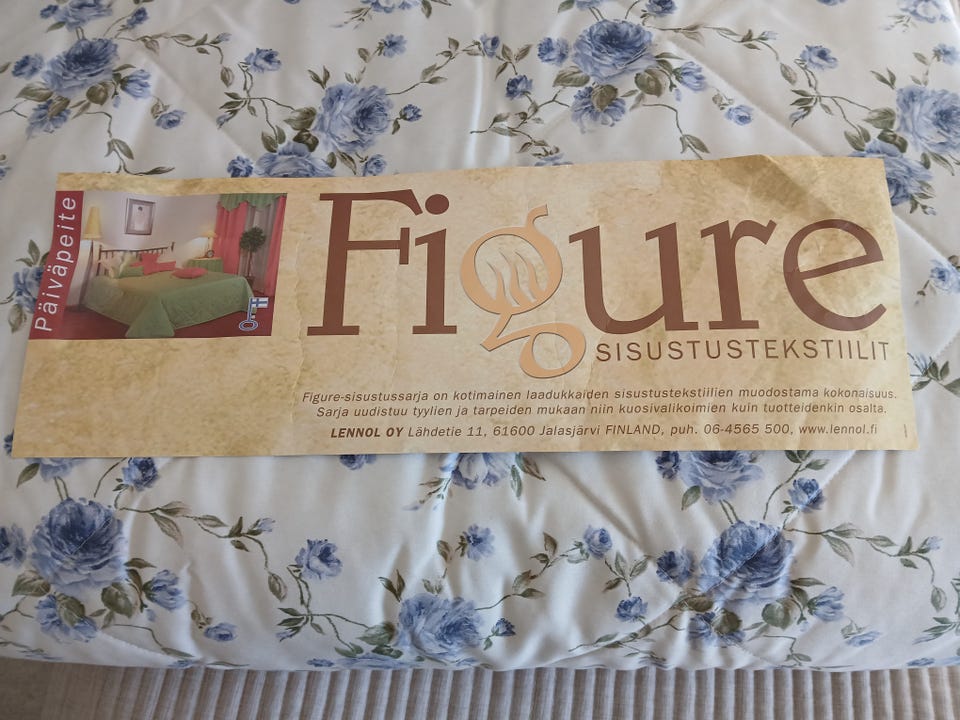 Päiväpeite
Figure
SISUSTUSTEKSTIILIT
Figure-sisustussarja on kotimainen laadukkaiden sisustustekstiilien muodostama kokonaisuus.
Sarja uudistuu tyylien ja tarpeiden mukaan niin kuosivalikoimien kuin tuotteidenkin osalta.
LENNOL OY Lähdetie 11, 61600 Jalasjärvi FINLAND, puh. 06-4565 500, www.lennol.fi